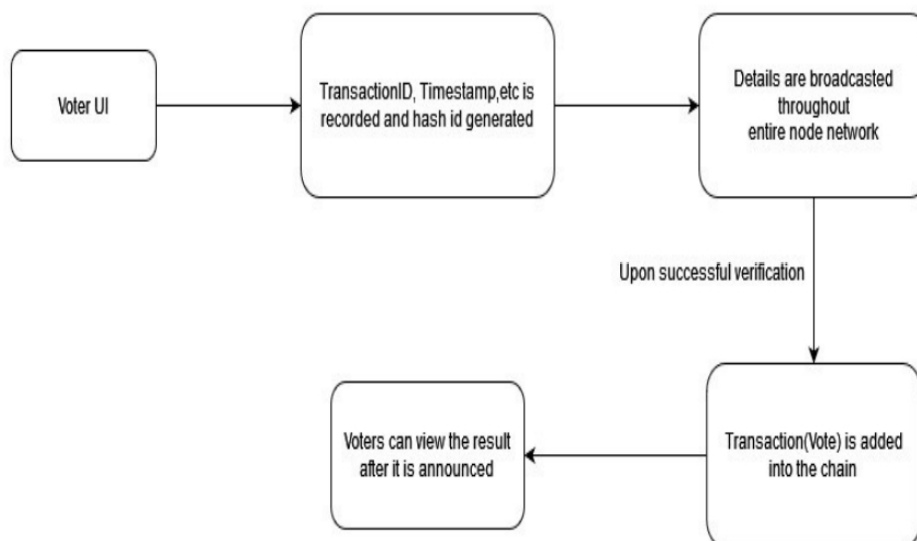 Voter UI
TransactionID, Timestamp,etc is
recorded and hash id generated
Details are broadcasted
throughout
entire node network
Upon successful verification
Transaction(Vote) is added
into the chain
Voters can view the result
after it is announced